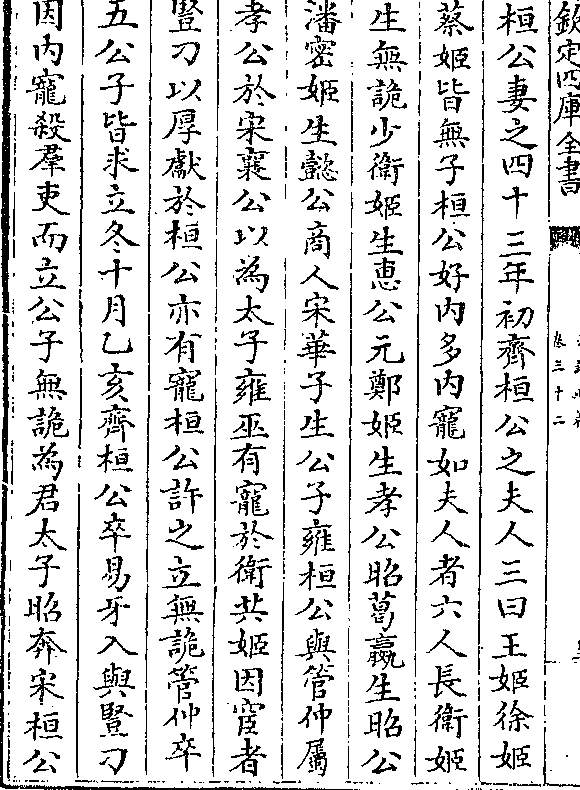 欽定四庫全書
卷三十二
桓公妻之四十三年初齊桓公之夫人三曰王姬徐姬
蔡姬皆無子桓公好内多内寵如夫人者六人長衛姬
生無詭少衛姬生惠公元鄭姬生孝公昭葛嬴生昭公
潘密姬生懿公商人宋華子生公子雍桓公與管仲屬
孝公於宋襄公以為太子雍巫有寵於衛共姬因宦者
豎刁以厚獻於桓公亦有寵桓公許之立無詭管仲卒
五公子皆求立冬十月乙亥齊桓公卒易牙入與豎刁
因内寵殺羣吏而立公子無詭為君太子昭奔宋桓公